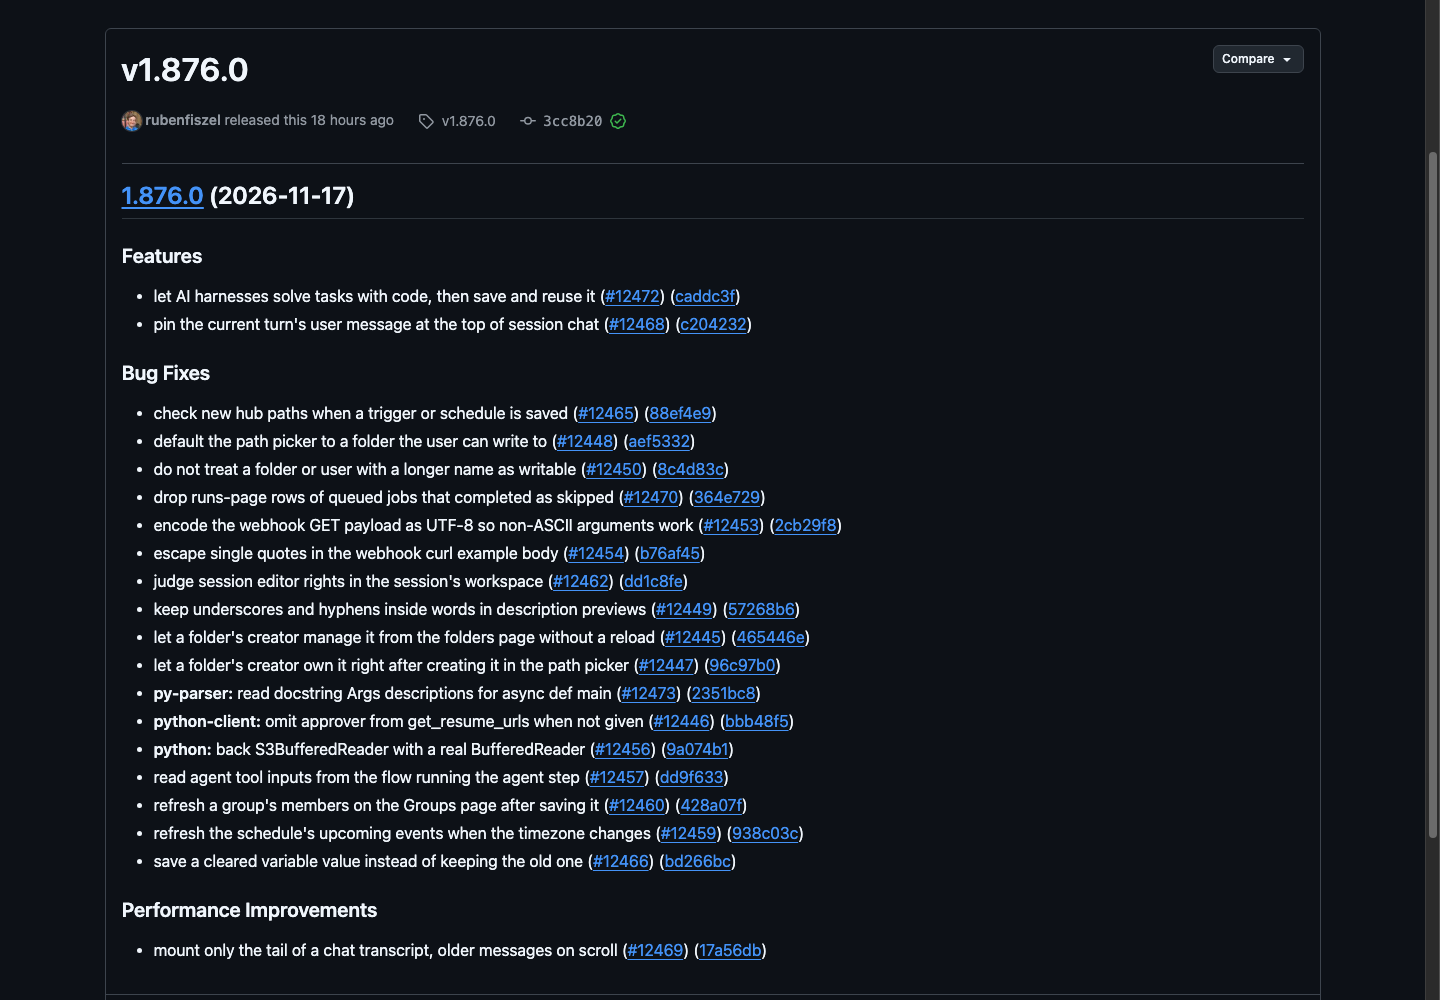 v1.876.0
Compare
rubenfiszel released this 18 hours ago v1.876.0 3cc8b20
1.876.0 (2026-11-17)
Features
• let AI harnesses solve tasks with code, then save and reuse it (#12472) (caddc3f)
• pin the current turn's user message at the top of session chat (#12468) (c204232)
Bug Fixes
• check new hub paths when a trigger or schedule is saved (#12465) (88ef4e9)
• default the path picker to a folder the user can write to (#12448) (aef5332)
• do not treat a folder or user with a longer name as writable (#12450) (8c4d83c)
• drop runs-page rows of queued jobs that completed as skipped (#12470) (364e729)
• encode the webhook GET payload as UTF-8 so non-ASCII arguments work (#12453) (2cb29f8)
• escape single quotes in the webhook curl example body (#12454) (b76af45)
• judge session editor rights in the session's workspace (#12462) (dd1c8fe)
• keep underscores and hyphens inside words in description previews (#12449) (57268b6)
• let a folder's creator manage it from the folders page without a reload (#12445) (465446e)
• let a folder's creator own it right after creating it in the path picker (#12447) (96c97b0)
• py-parser: read docstring Args descriptions for async def main (#12473) (2351bc8)
• python-client: omit approver from get_resume_urls when not given (#12446) (bbb48f5)
• python: back S3BufferedReader with a real BufferedReader (#12456) (9a074b1)
• read agent tool inputs from the flow running the agent step (#12457) (dd9f633)
• refresh a group's members on the Groups page after saving it (#12460) (428a07f)
• refresh the schedule's upcoming events when the timezone changes (#12459) (938c03c)
• save a cleared variable value instead of keeping the old one (#12466) (bd266bc)
Performance Improvements
• mount only the tail of a chat transcript, older messages on scroll (#12469) (17a56db)